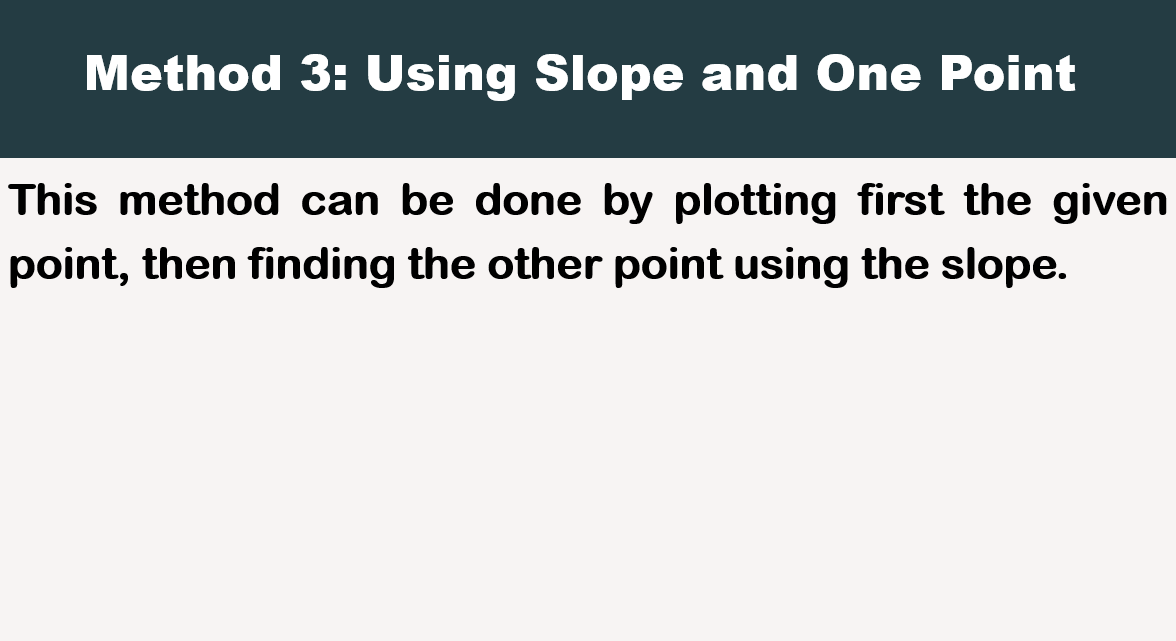 Method 3: Using Slope and One Point
This method can be done by plotting first the given
point, then finding the other point using the slope.